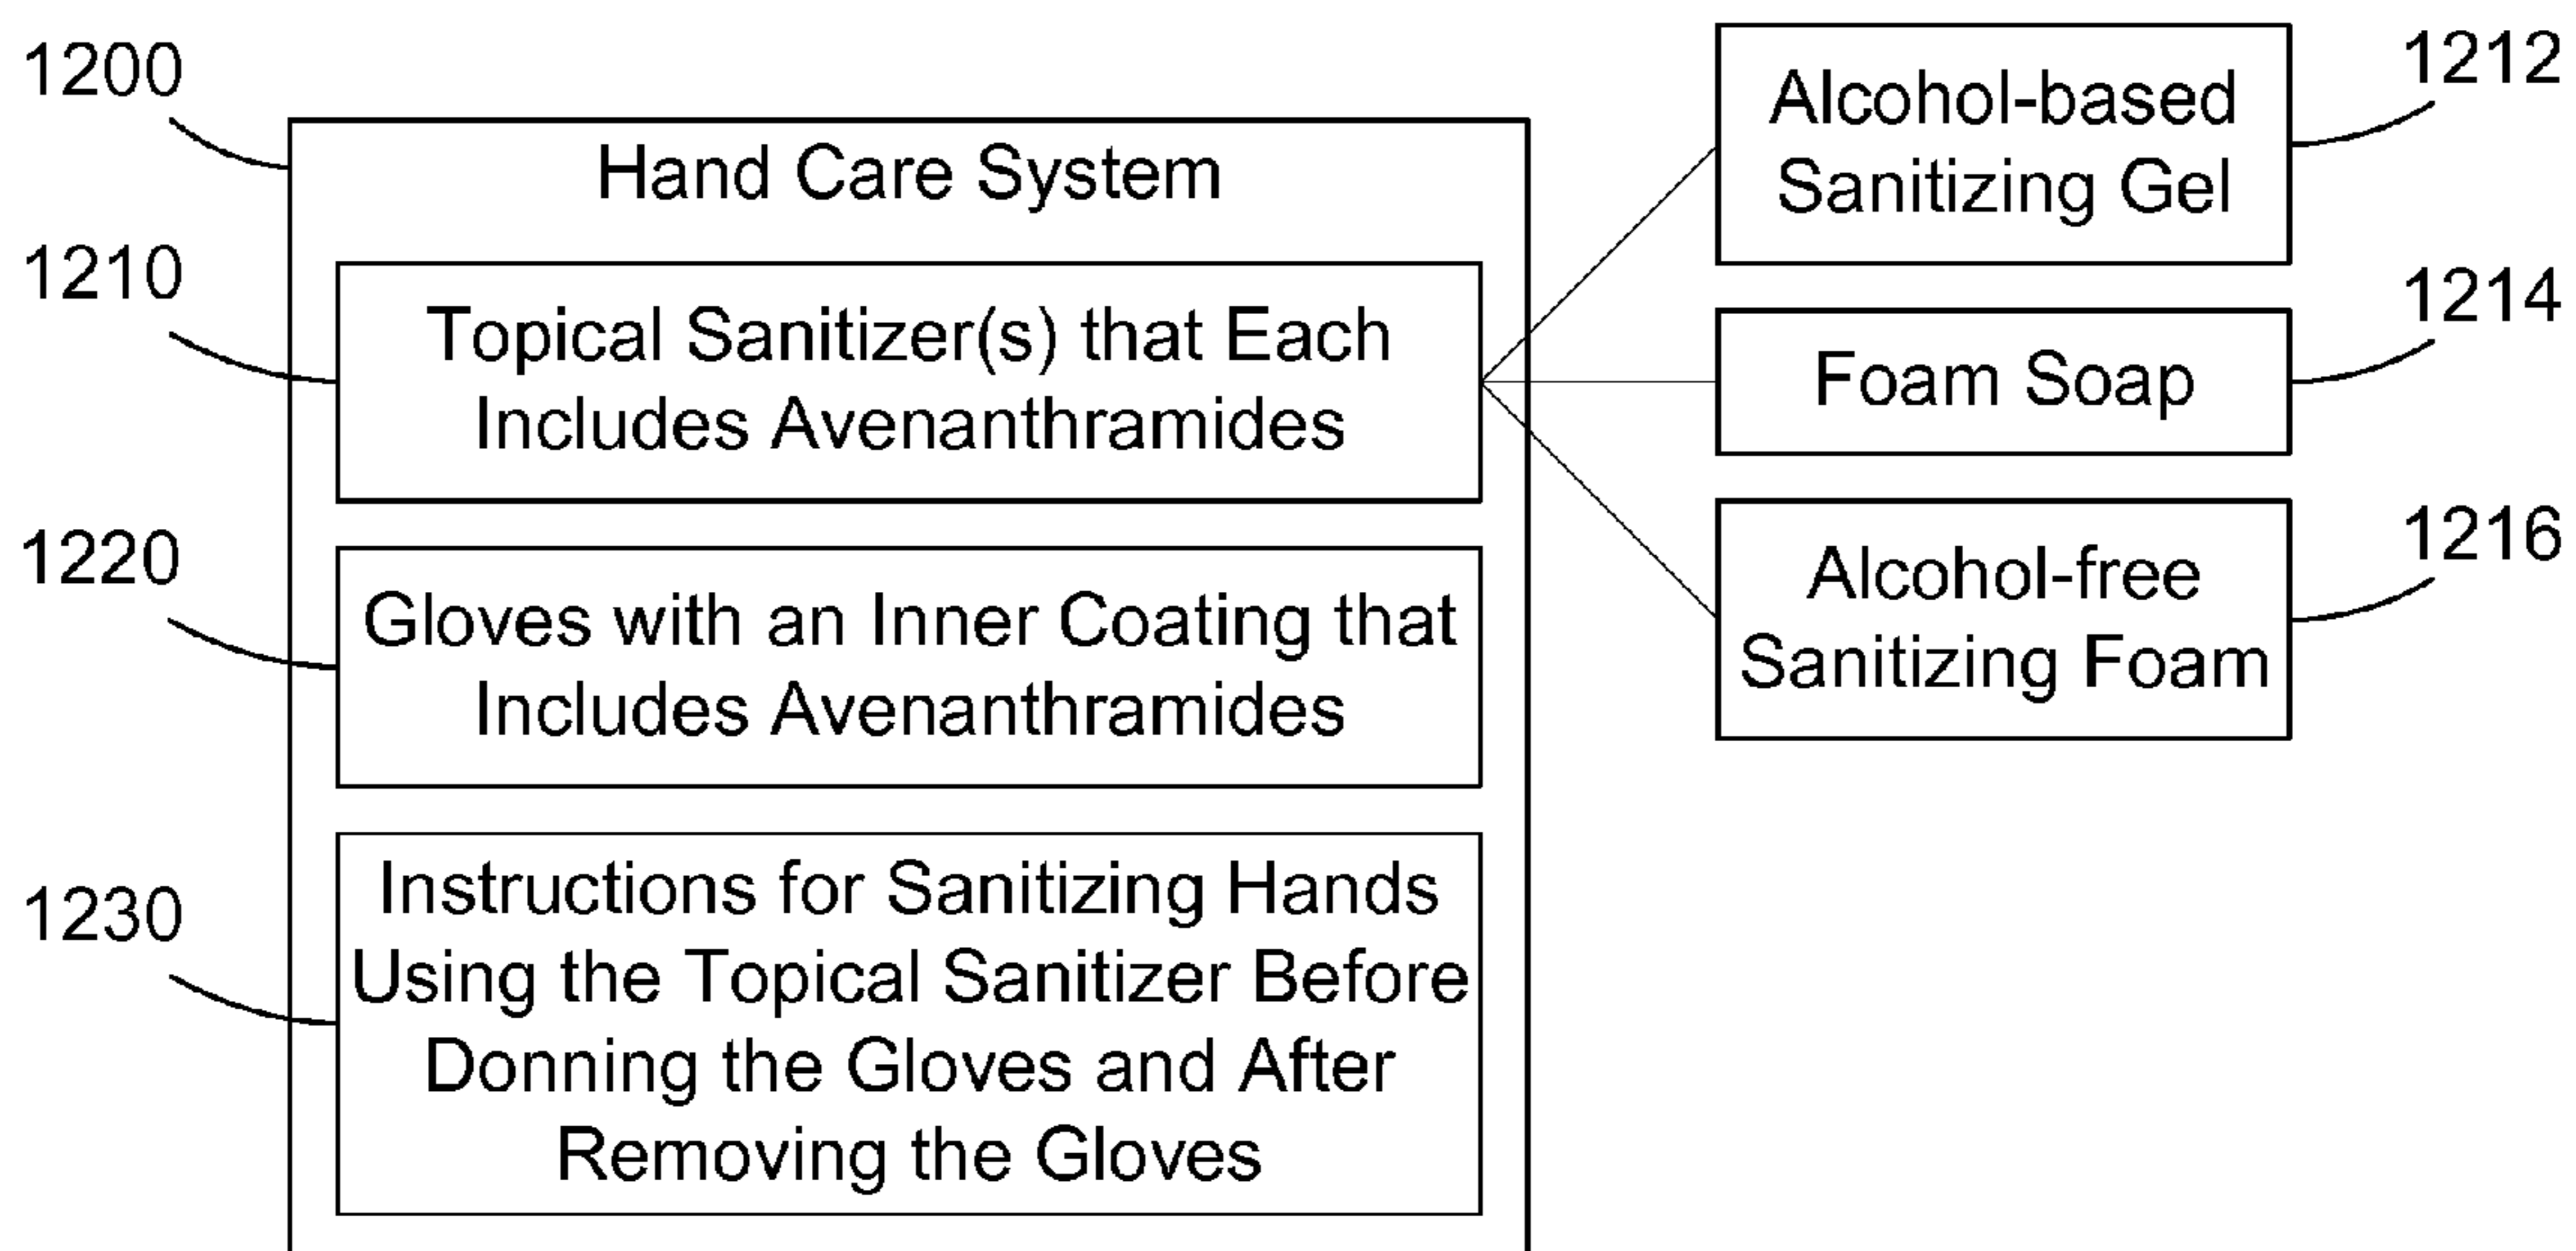 1200
Hand Care System
1210
Topical Sanitizer(s) that Each
Includes Avenanthramides
1220
Gloves with an Inner Coating that
Includes Avenanthramides
1230
Instructions for Sanitizing Hands
Using the Topical Sanitizer Before
Donning the Gloves and After
Removing the Gloves
Alcohol-based
Sanitizing Gel
1212
Foam Soap
1214
Alcohol-free
Sanitizing Foam
1216